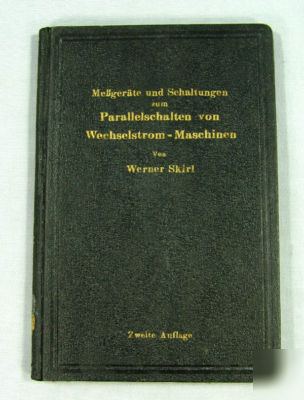 Meßgeräte und Schaltungen
zum
Parallelschalten von
Wechselstrom-Maschinen
Von
Werner Skirl
Zweite Auflage